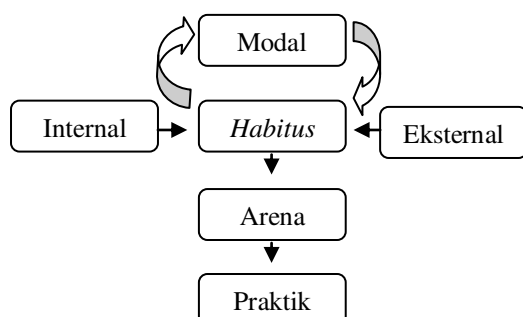 Modal
Internal
Habitus
Eksternal
Arena
Praktik